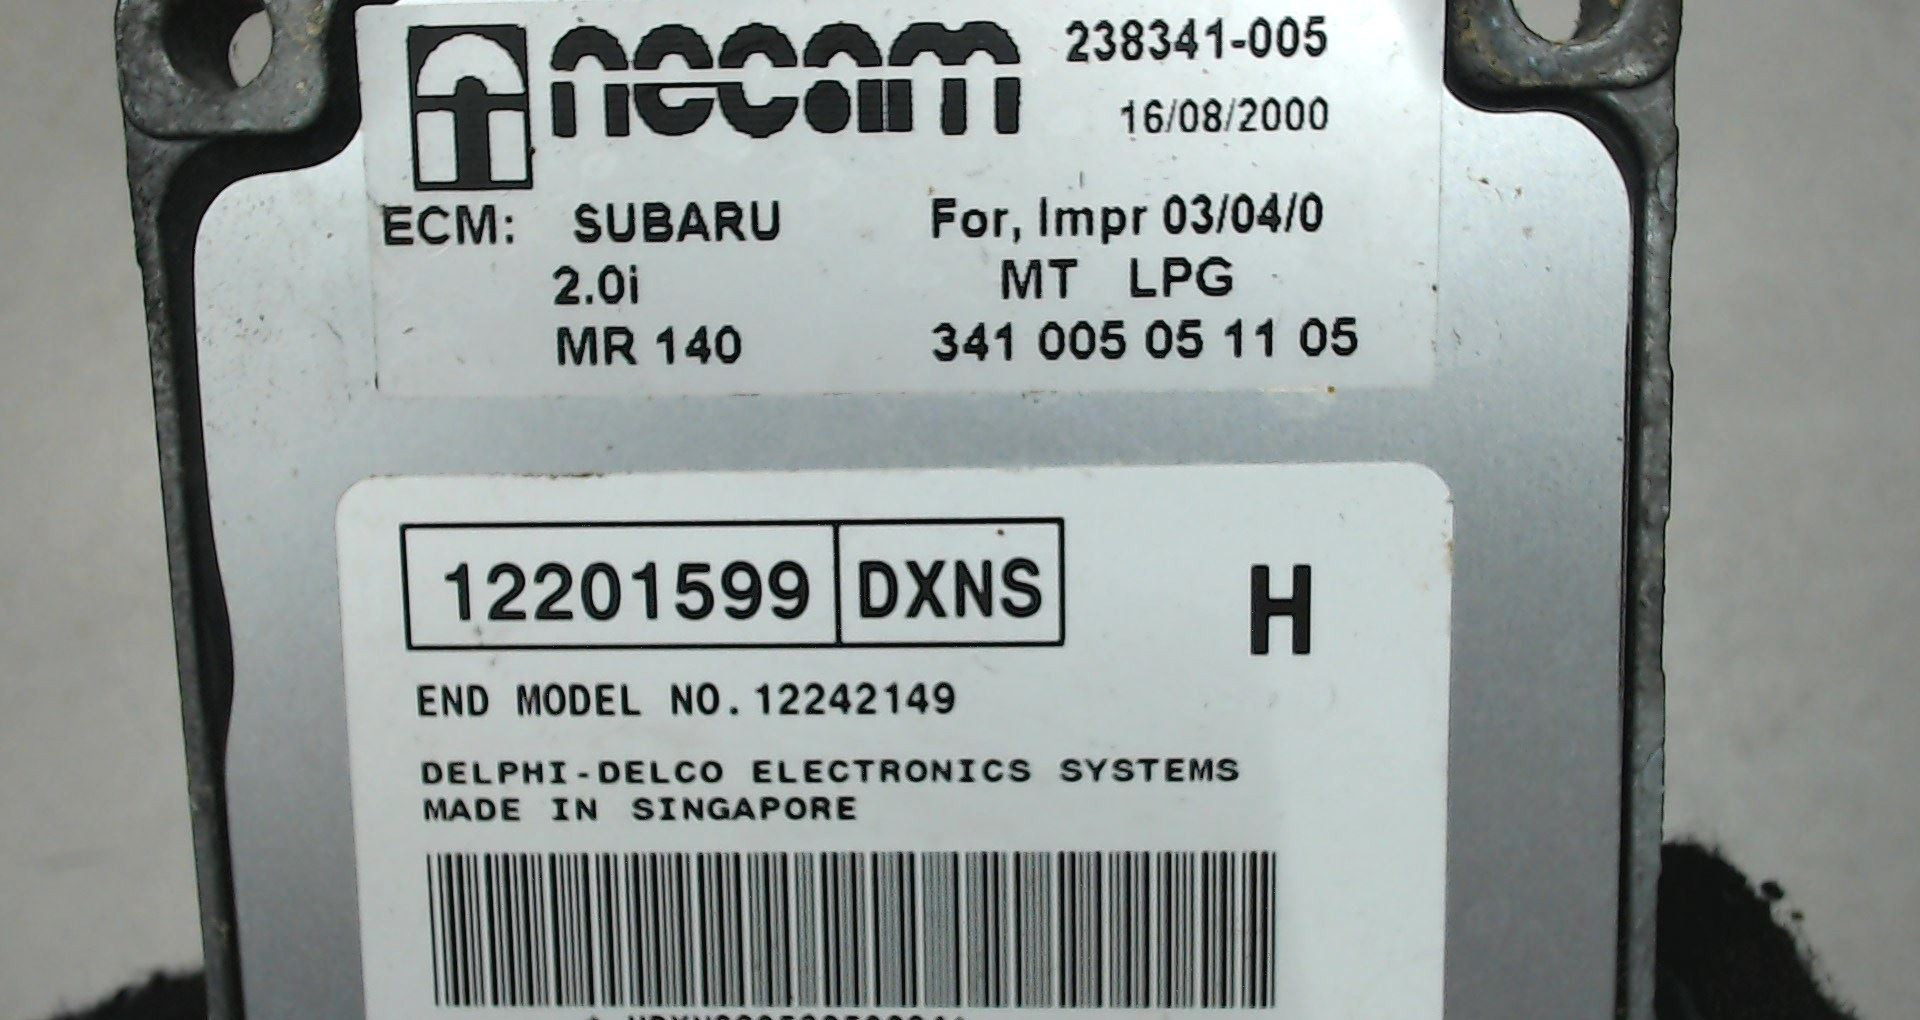 necam 238341-005
16/08/2000
ECM: SUBARU For, Impr 03/04/0
2.0i MT LPG
MR 140 341 005 05 11 05
12201599 DXNS H
END MODEL NO. 12242149
DELPHI-DELCO ELECTRONICS SYSTEMS
MADE IN SINGAPORE